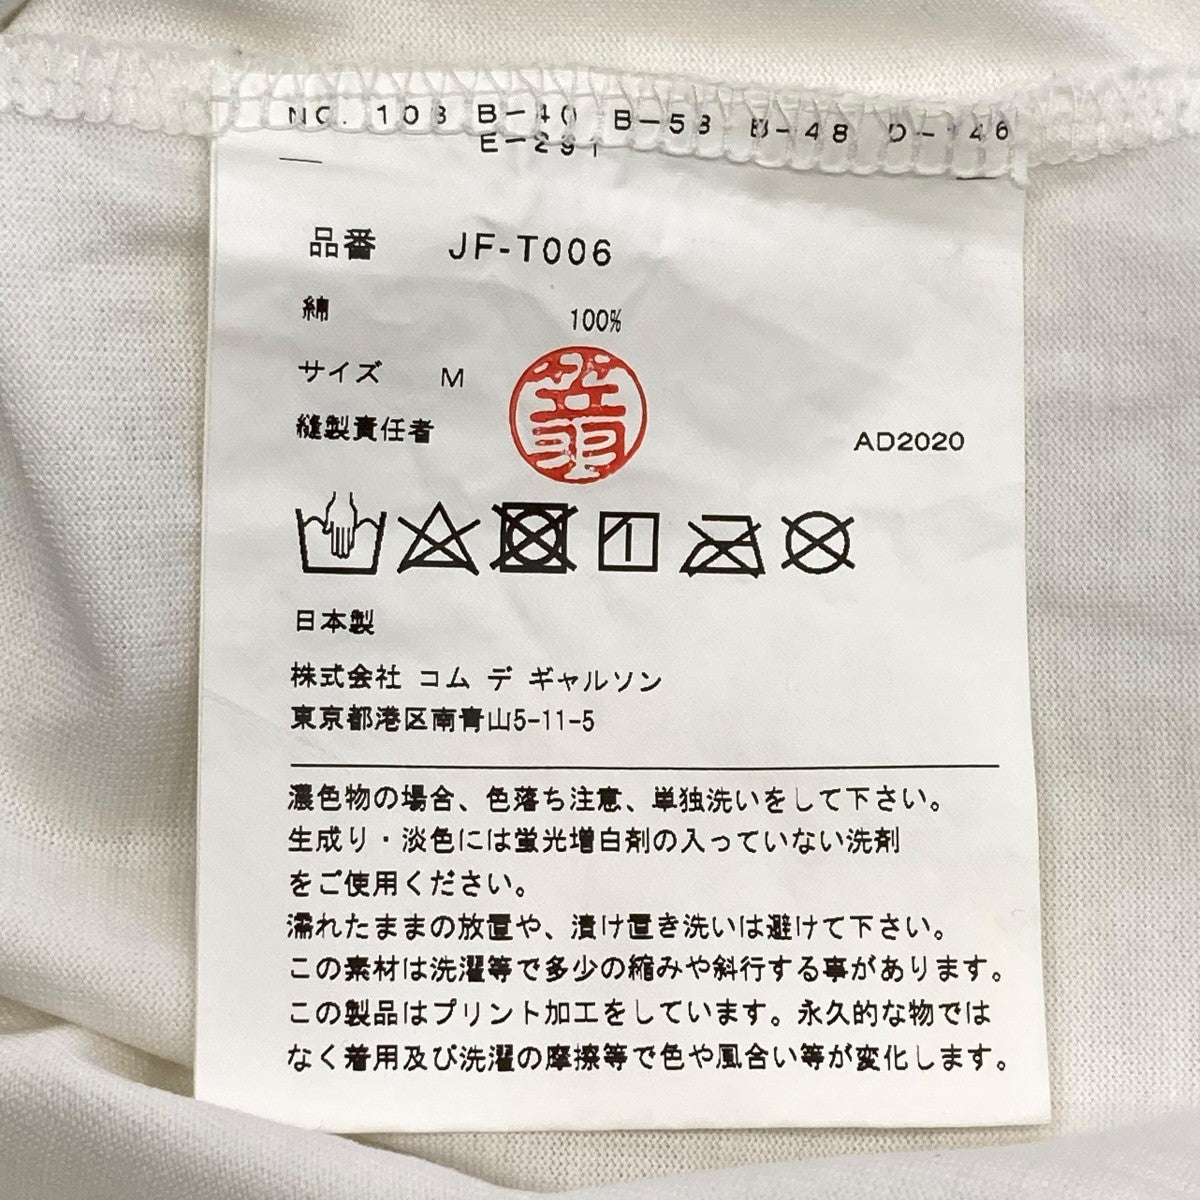 NO. 103 B-40 B-53 B-48 D-146
E-291
品番 JF-T006
綿 100%
サイズ M
縫製責任者 AD2020
日本製
株式会社 コム デ ギャルソン
東京都港区南青山5-11-5
濃色物の場合、色落ち注意、単独洗いをして下さい。
生成り・淡色には蛍光増白剤の入っていない洗剤
をご使用ください。
濡れたままの放置や、漬け置き洗いは避けて下さい。
この素材は洗濯等で多少の縮みや斜行する事があります。
この製品はプリント加工をしています。永久的な物では
なく着用及び洗濯の摩擦等で色や風合い等が変化します。